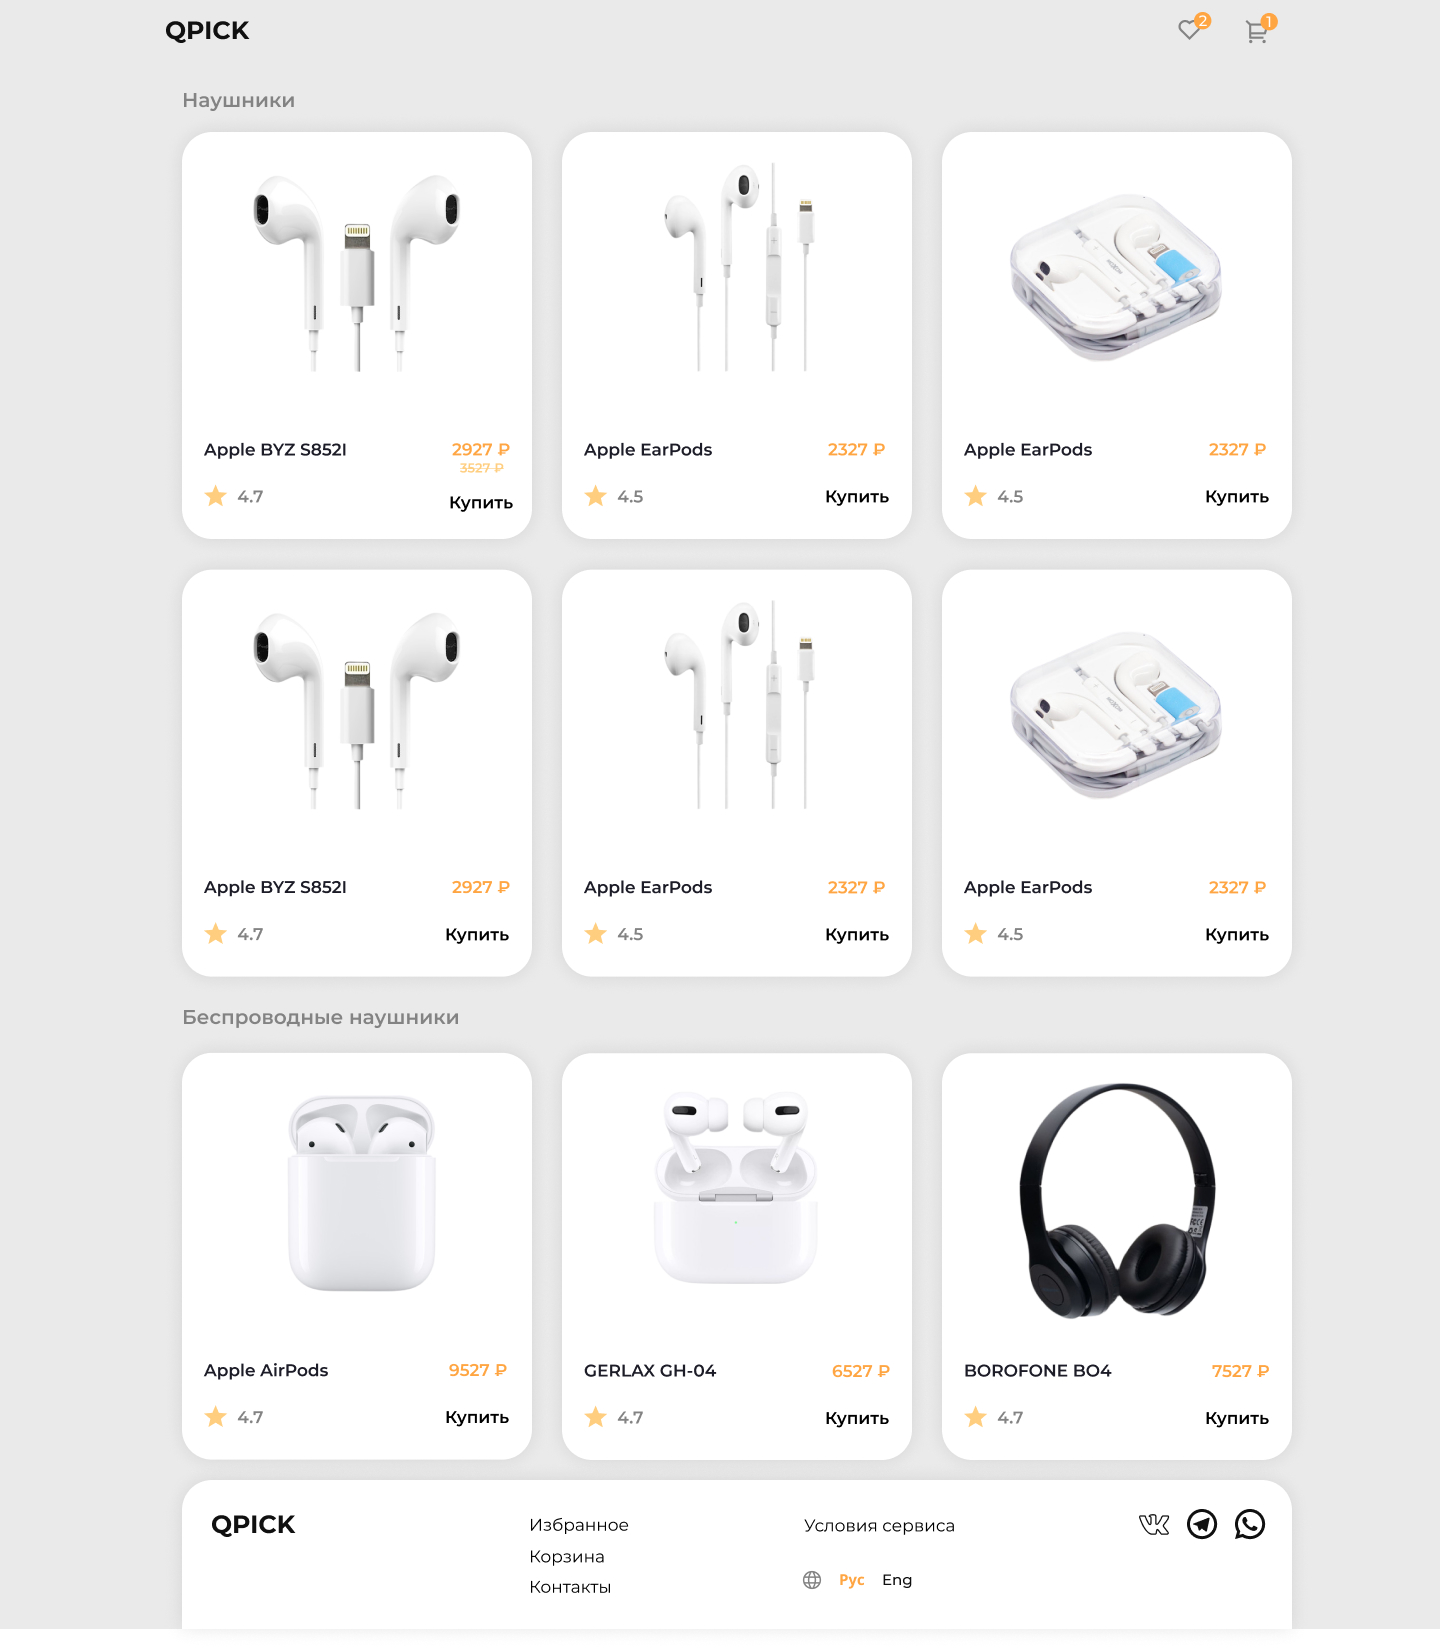 QPICK
2
1
Наушники
Apple BYZ S852I
2927 ₽
3527 ₽
4.7
Купить
Apple EarPods
2327 ₽
4.5
Купить
Apple EarPods
2327 ₽
4.5
Купить
Apple BYZ S852I
2927 ₽
4.7
Купить
Apple EarPods
2327 ₽
4.5
Купить
Apple EarPods
2327 ₽
4.5
Купить
Беспроводные наушники
Apple AirPods
9527 ₽
4.7
Купить
GERLAX GH-04
6527 ₽
4.7
Купить
BOROFONE BO4
7527 ₽
4.7
Купить
QPICK
Избранное
Корзина
Контакты
Условия сервиса
Рус Eng